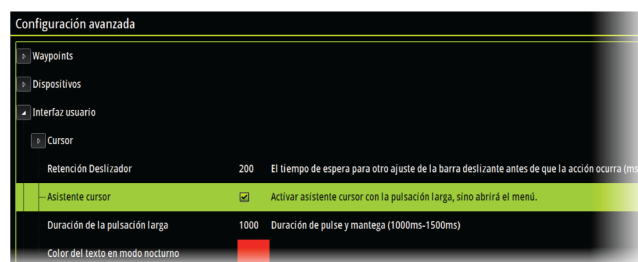 Configuración avanzada
Waypoints
Dispositivos
Interfaz usuario
Cursor
Retención Deslizador 200 El tiempo de espera para otro ajuste de la barra deslizante antes de que la acción ocurra (ms
Asistente cursor Activar asistente cursor con la pulsación larga, sino abrirá el menú.
Duración de la pulsación larga 1000 Duración de pulse y mantega (1000ms-1500ms)
Color del texto en modo nocturno